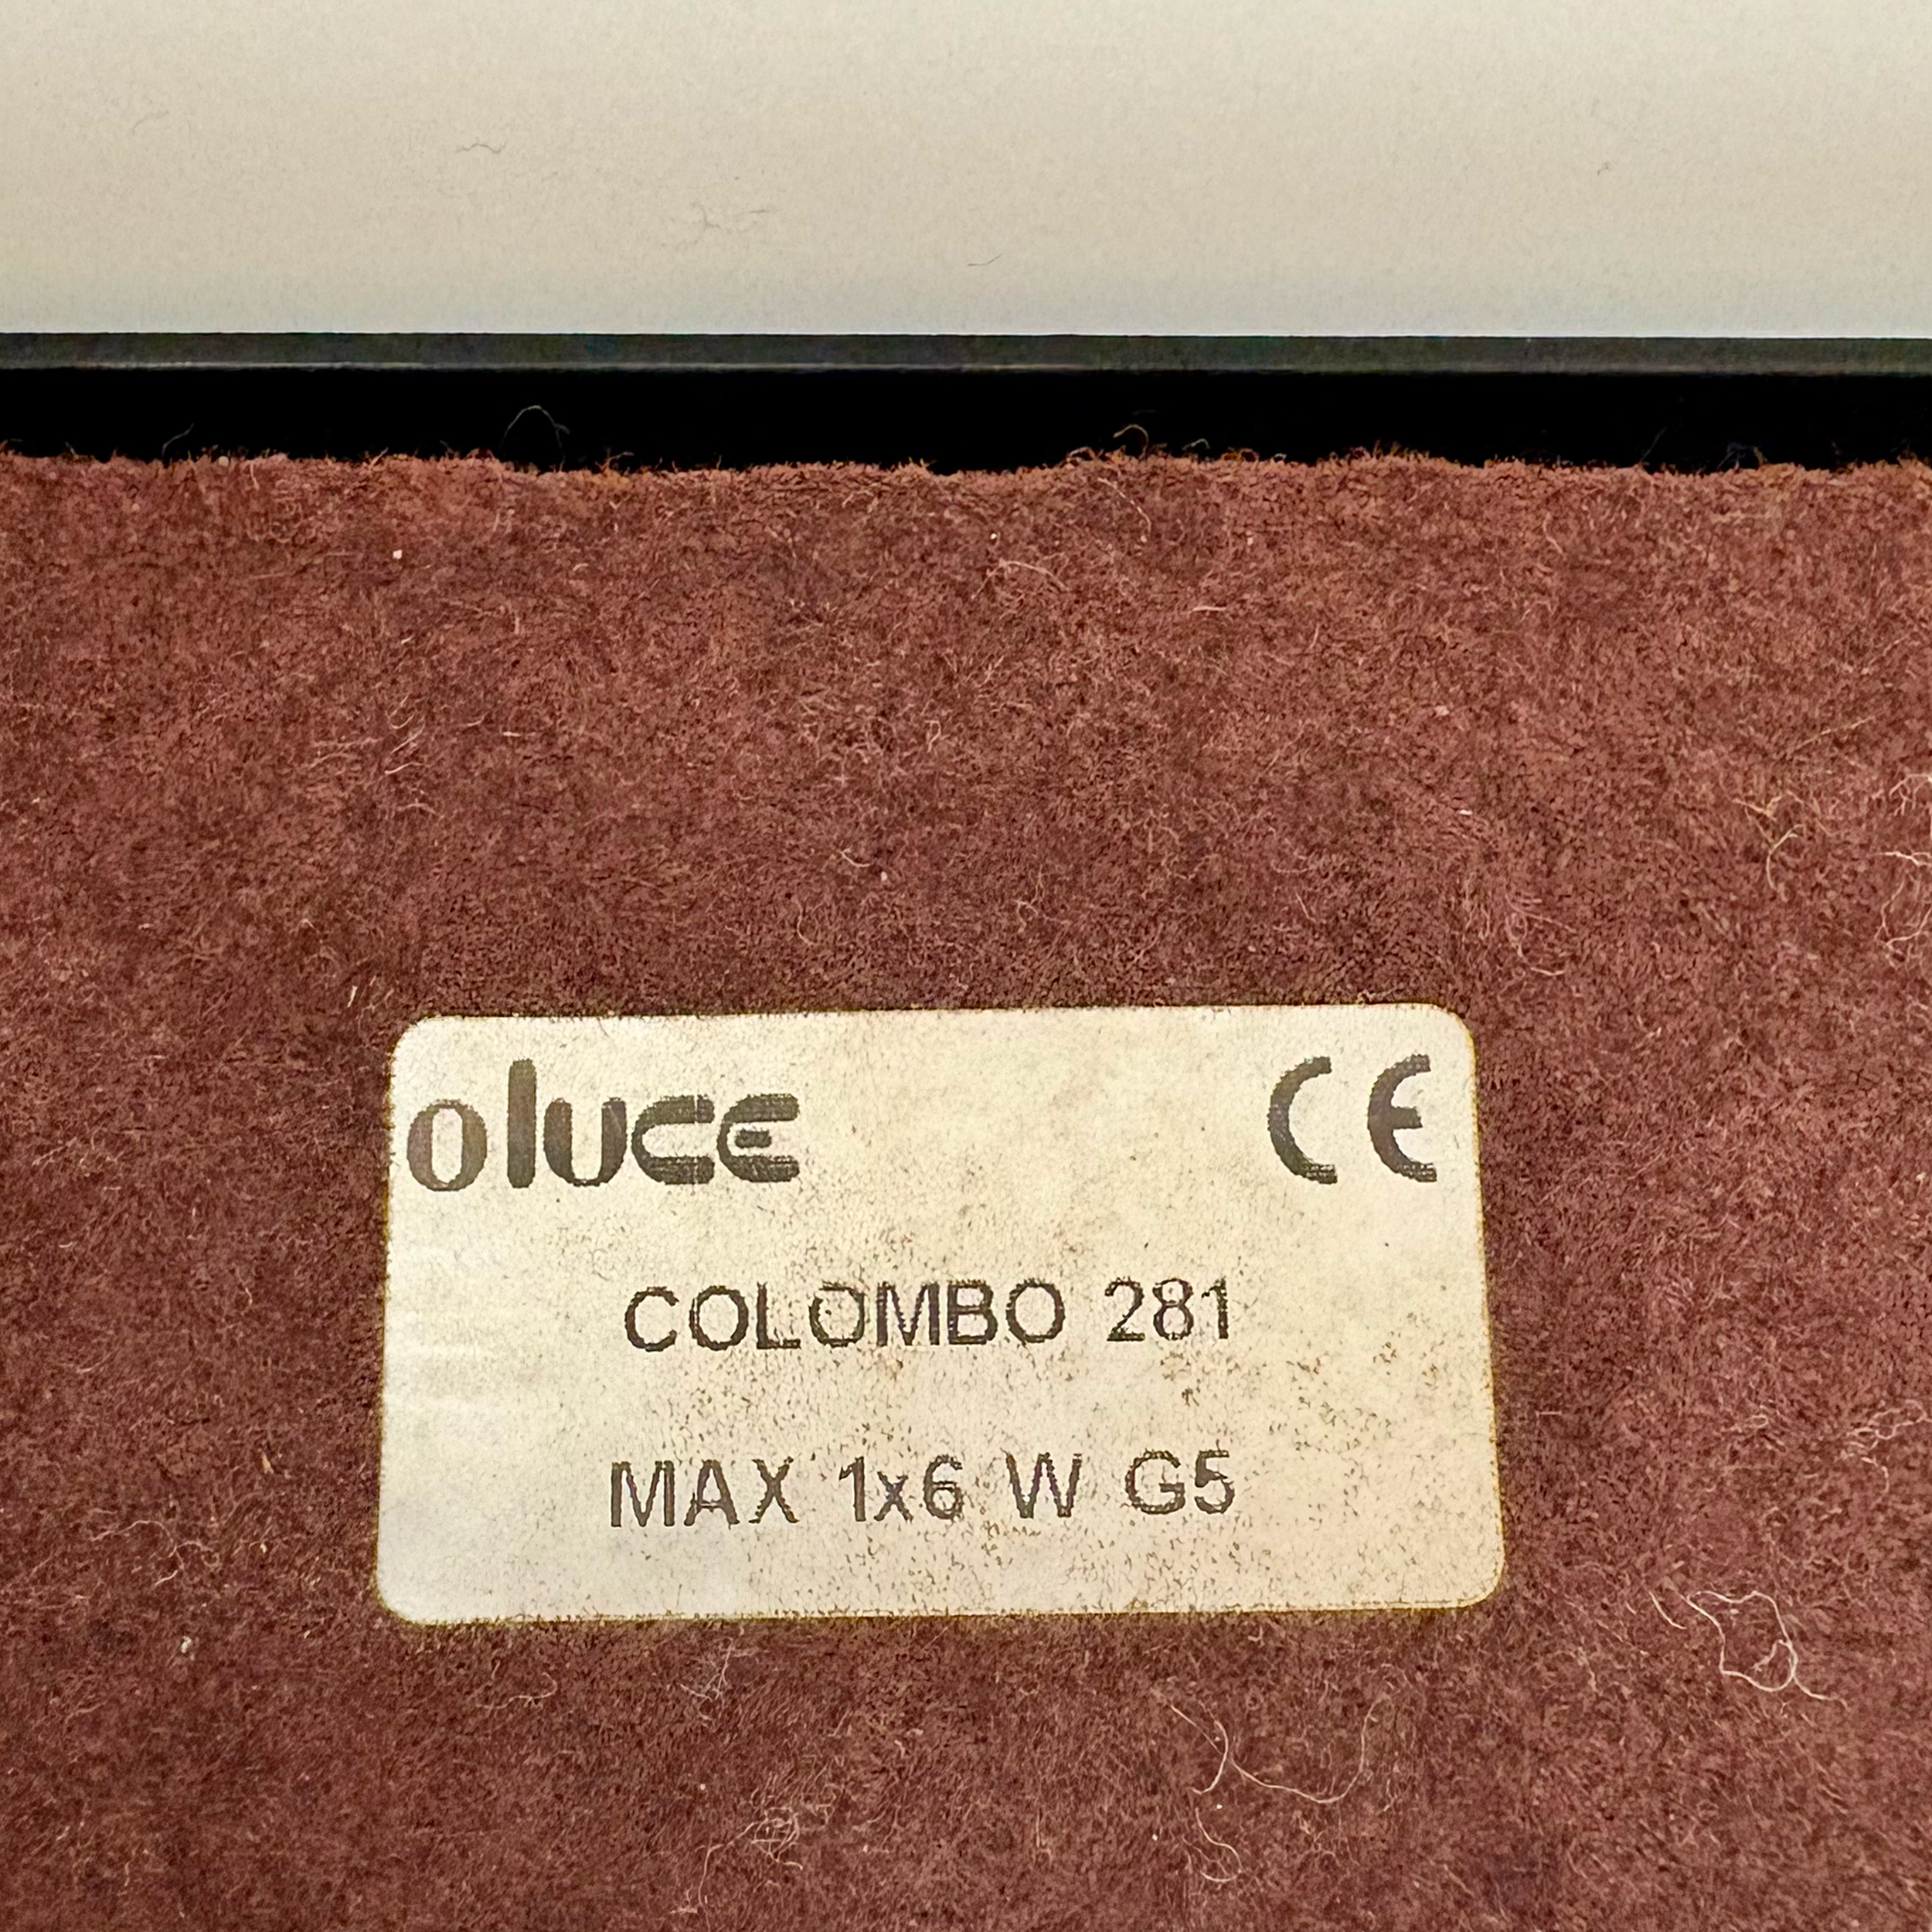 oluce CE
COLOMBO 281
MAX 1x6 W G5